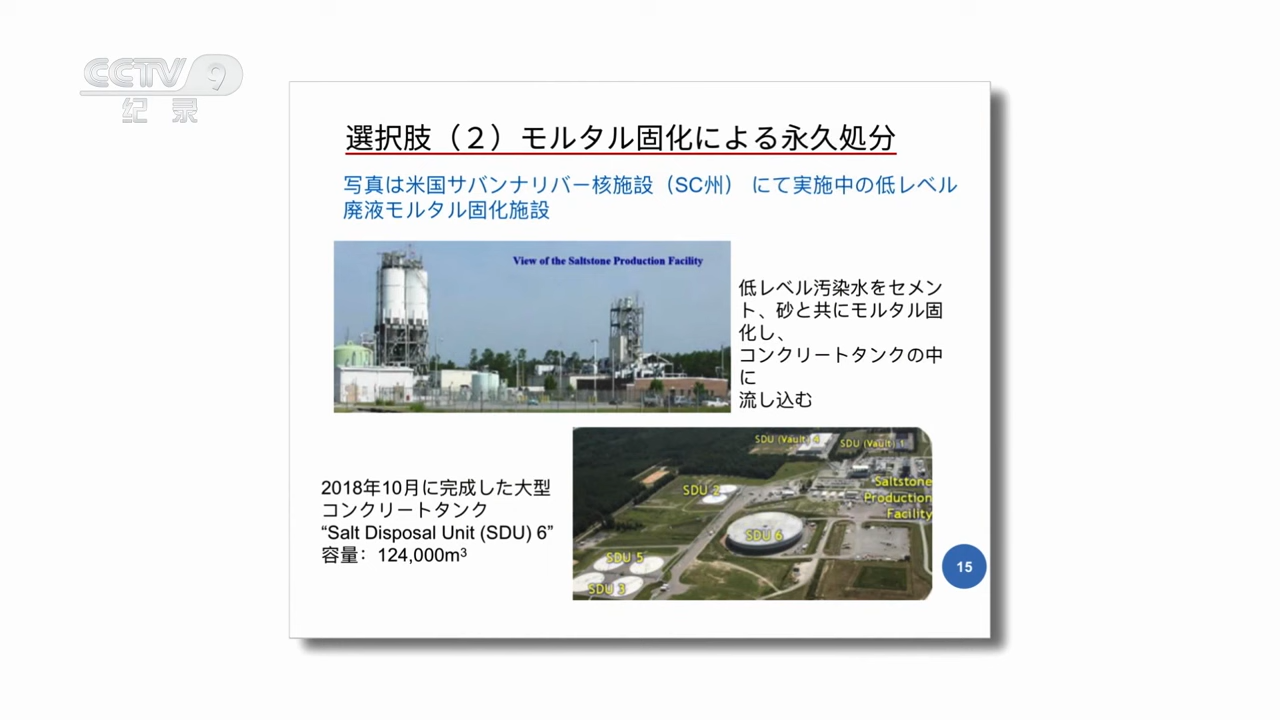 CCTV 9
纪录
選択肢（２）モルタル固化による永久処分
写真は米国サバンナリバー核施設（SC州） にて実施中の低レベル
廃液モルタル固化施設
View of the Saltstone Production Facility
低レベル汚染水をセメン
ト、砂と共にモルタル固
化し、
コンクリートタンクの中
に
流し込む
SDU (Vault) 4
SDU (Vault) 1
SDU 2
Saltstone
Production
Facility
SDU 6
SDU 5
SDU 3
2018年10月に完成した大型
コンクリートタンク
“Salt Disposal Unit (SDU) 6”
容量：124,000m³
15